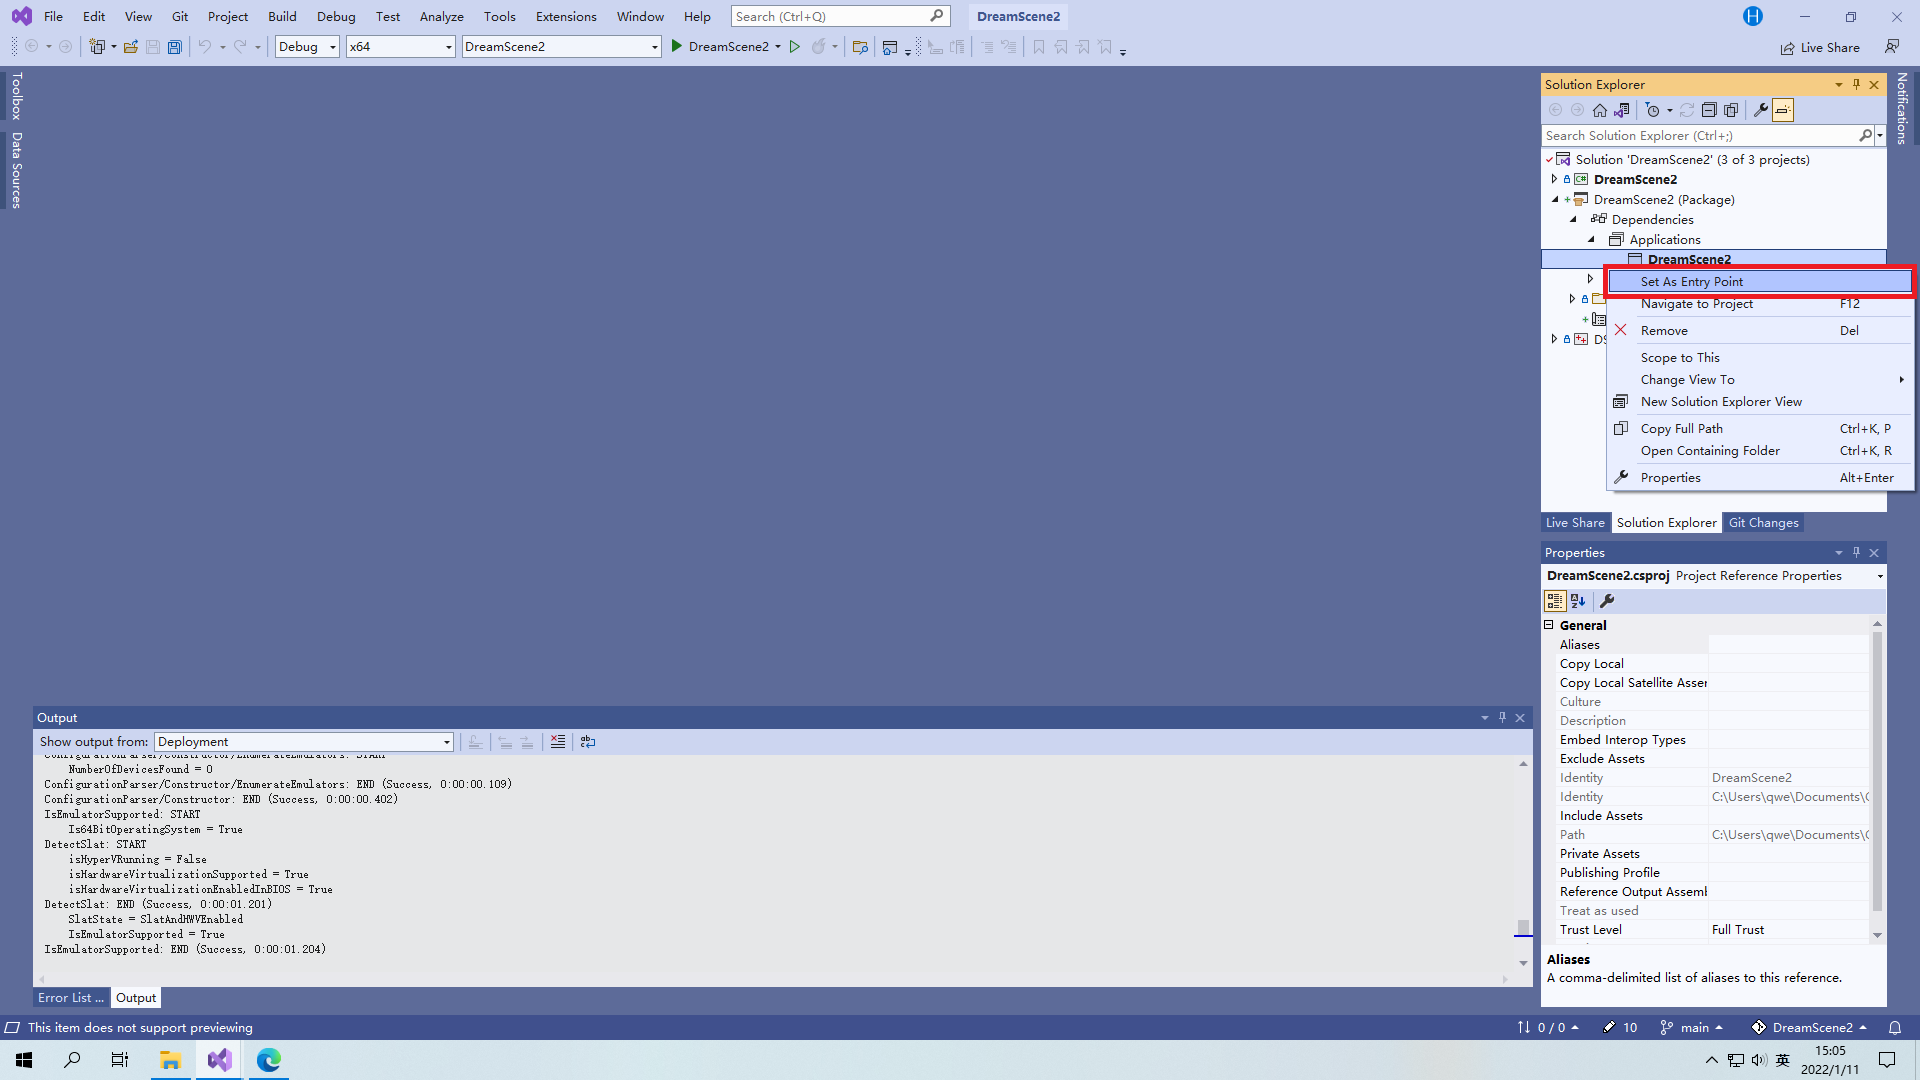 File Edit View Git Project Build Debug Test Analyze Tools Extensions Window Help Search (Ctrl+Q) DreamScene2 H
Debug x64 DreamScene2 DreamScene2 Live Share
Toolbox
Data Sources
Notifications
Solution Explorer
Search Solution Explorer (Ctrl+;)
Solution 'DreamScene2' (3 of 3 projects)
DreamScene2
DreamScene2 (Package)
Dependencies
Applications
DreamScene2
Set As Entry Point
Navigate to Project F12
Remove Del
Scope to This
Change View To
New Solution Explorer View
Copy Full Path Ctrl+K, P
Open Containing Folder Ctrl+K, R
Properties Alt+Enter
Live Share Solution Explorer Git Changes
Properties
DreamScene2.csproj Project Reference Properties
General
Aliases
Copy Local
Copy Local Satellite Asser
Culture
Description
Embed Interop Types
Exclude Assets
Identity DreamScene2
Identity C:\Users\qwe\Documents\
Include Assets
Path C:\Users\qwe\Documents\
Private Assets
Publishing Profile
Reference Output Assemb
Treat as used
Trust Level Full Trust
Aliases
A comma-delimited list of aliases to this reference.
Output
Show output from: Deployment
ConfigurationParser/Constructor/EnumerateEmulators: START
NumberOfDevicesFound = 0
ConfigurationParser/Constructor/EnumerateEmulators: END (Success, 0:00:00.109)
ConfigurationParser/Constructor: END (Success, 0:00:00.402)
IsEmulatorSupported: START
Is64BitOperatingSystem = True
DetectSlat: START
isHyperVRunning = False
isHardwareVirtualizationSupported = True
isHardwareVirtualizationEnabledInBIOS = True
DetectSlat: END (Success, 0:00:01.201)
SlatState = SlatAndHWVEnabled
IsEmulatorSupported = True
IsEmulatorSupported: END (Success, 0:00:01.204)
Error List ... Output
This item does not support previewing 0 / 0 10 main DreamScene2
英 15:05
2022/1/11